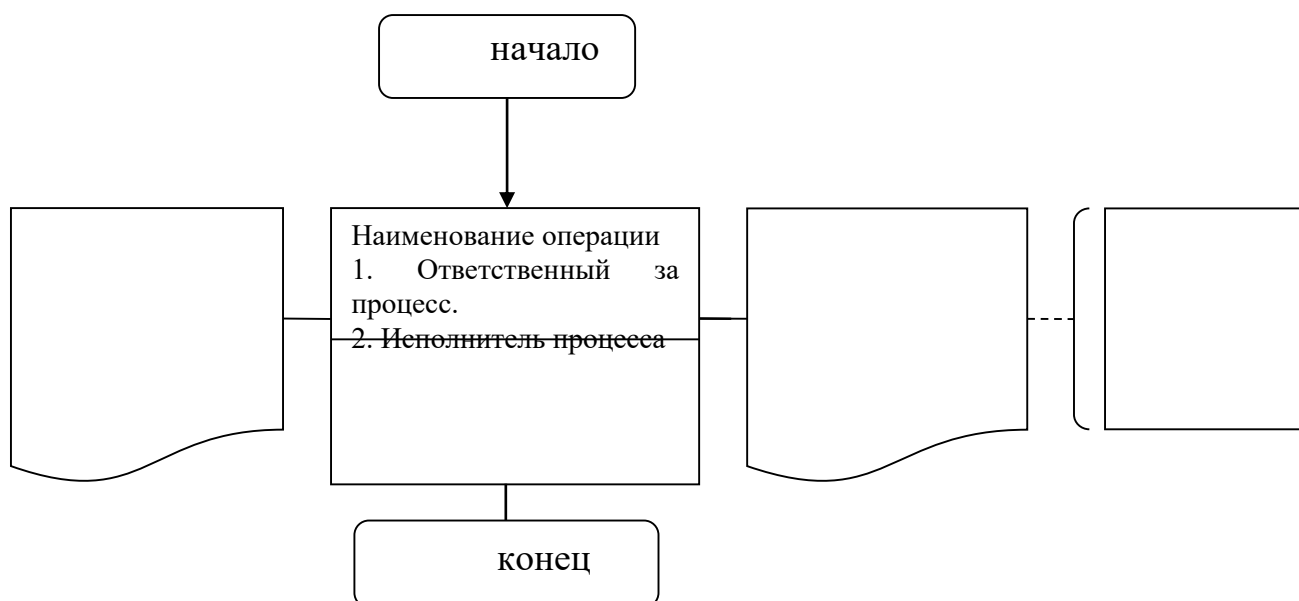 начало
Наименование операции
1. Ответственный за
процесс.
2. Исполнитель процесса
конец